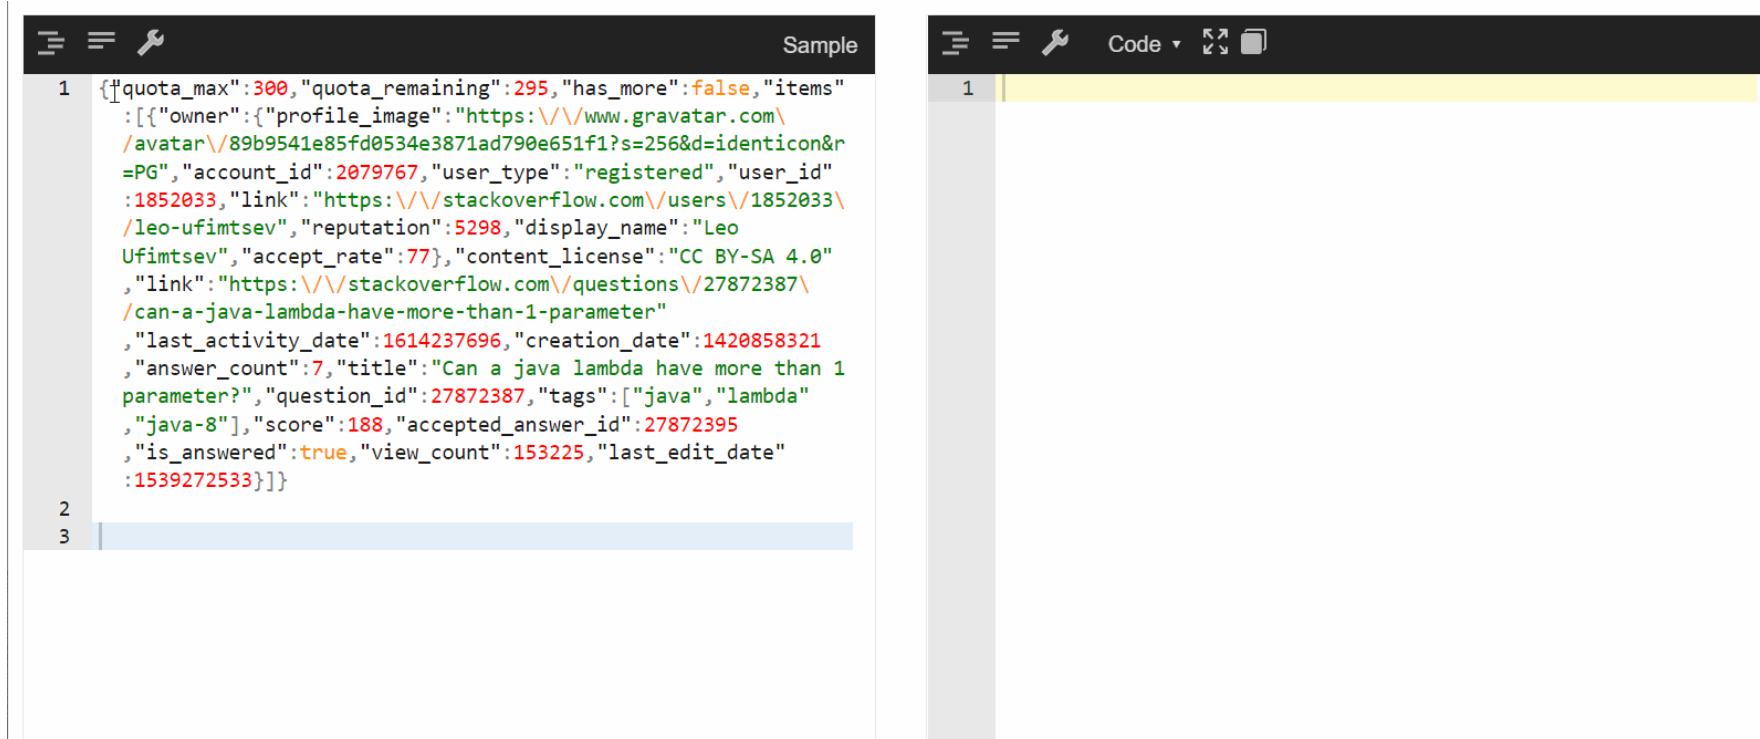 Sample
1 {"quota_max":300,"quota_remaining":295,"has_more":false,"items"
:[{"owner":{"profile_image":"https:\/\/www.gravatar.com\
/avatar\/89b9541e85fd0534e3871ad790e651f1?s=256&d=identicon&r
=PG","account_id":2079767,"user_type":"registered","user_id"
:1852033,"link":"https:\/\/stackoverflow.com\/users\/1852033\
/leo-ufimtsev","reputation":5298,"display_name":"Leo
Ufimtsev","accept_rate":77},"content_license":"CC BY-SA 4.0"
,"link":"https:\/\/stackoverflow.com\/questions\/27872387\
/can-a-java-lambda-have-more-than-1-parameter"
,"last_activity_date":1614237696,"creation_date":1420858321
,"answer_count":7,"title":"Can a java lambda have more than 1
parameter?","question_id":27872387,"tags":["java","lambda"
,"java-8"],"score":188,"accepted_answer_id":27872395
,"is_answered":true,"view_count":153225,"last_edit_date"
:1539272533}]}
2
3
Code
1